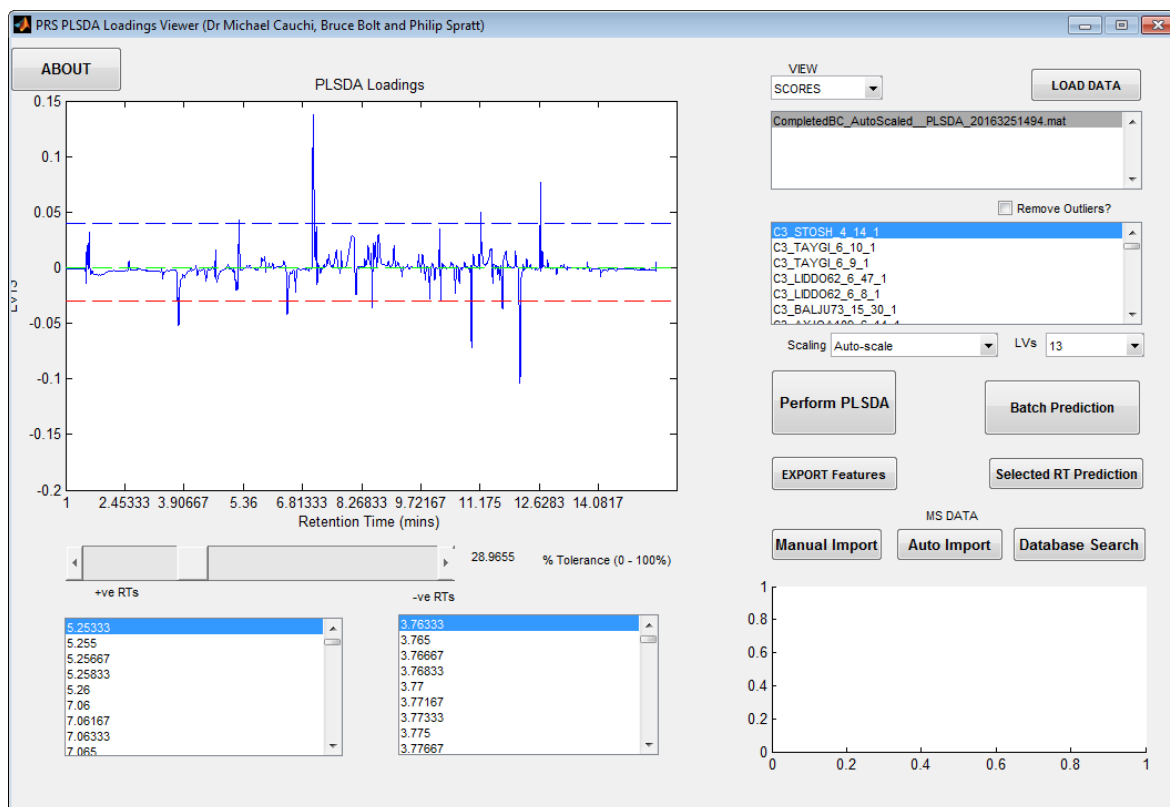 PRS PLSDA Loadings Viewer (Dr Michael Cauchi, Bruce Bolt and Philip Spratt)
ABOUT
PLSDA Loadings
0.15
0.1
0.05
0
-0.05
-0.1
-0.15
-0.2
1 2.45333 3.90667 5.36 6.81333 8.26833 9.72167 11.175 12.6283 14.0817
Retention Time (mins)
28.9655 % Tolerance (0 - 100%)
+ve RTs
5.25333
5.255
5.25667
5.25833
5.26
7.06
7.06167
7.06333
7.065
-ve RTs
3.76333
3.765
3.76667
3.76833
3.77
3.77167
3.77333
3.775
3.77667
VIEW
SCORES
LOAD DATA
CompletedBC_AutoScaled__PLSDA_20163251494.mat
Remove Outliers?
C3_STOSH_4_14_1
C3_TAYGI_6_10_1
C3_TAYGI_6_9_1
C3_LIDDO62_6_47_1
C3_LIDDO62_6_8_1
C3_BALJU73_15_30_1
Scaling Auto-scale LVs 13
Perform PLSDA
Batch Prediction
EXPORT Features
Selected RT Prediction
MS DATA
Manual Import
Auto Import
Database Search
1
0.8
0.6
0.4
0.2
0
0 0.2 0.4 0.6 0.8 1